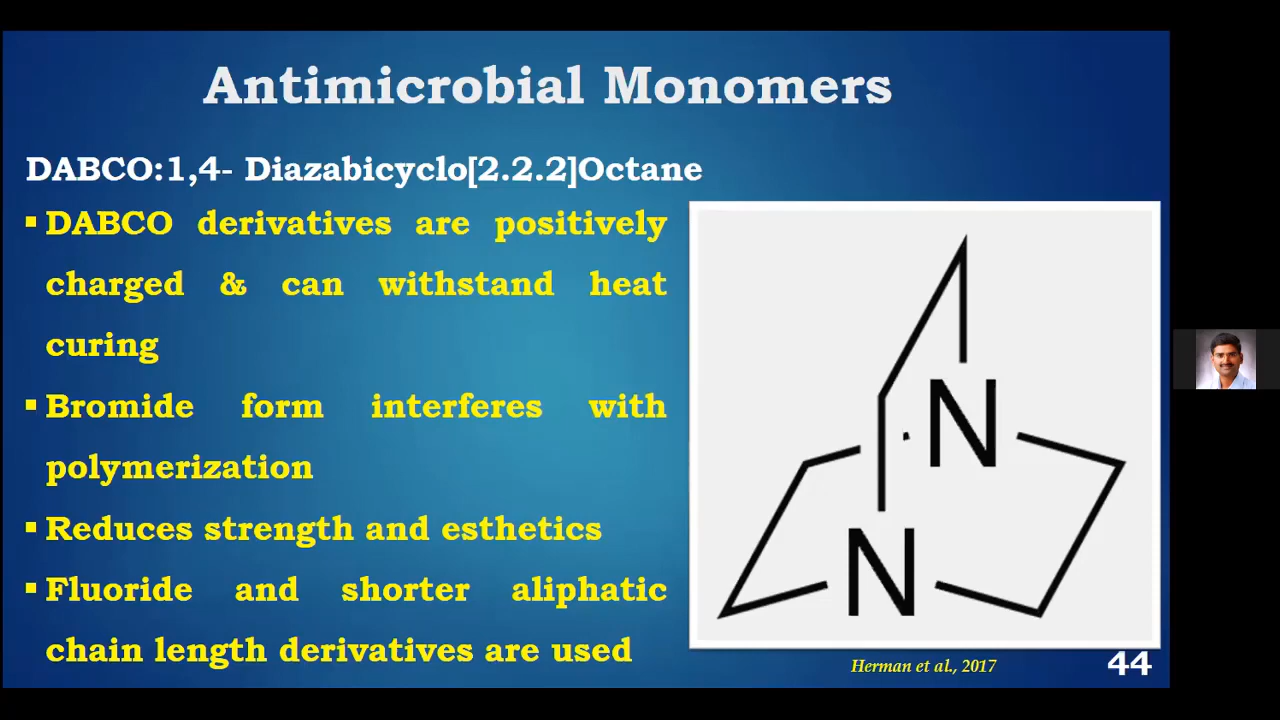 Antimicrobial Monomers
DABCO:1,4- Diazabicyclo[2.2.2]Octane
▪ DABCO derivatives are positively
charged & can withstand heat
curing
▪ Bromide form interferes with
polymerization
▪ Reduces strength and esthetics
▪ Fluoride and shorter aliphatic
chain length derivatives are used
N
N
Herman et al., 2017
44